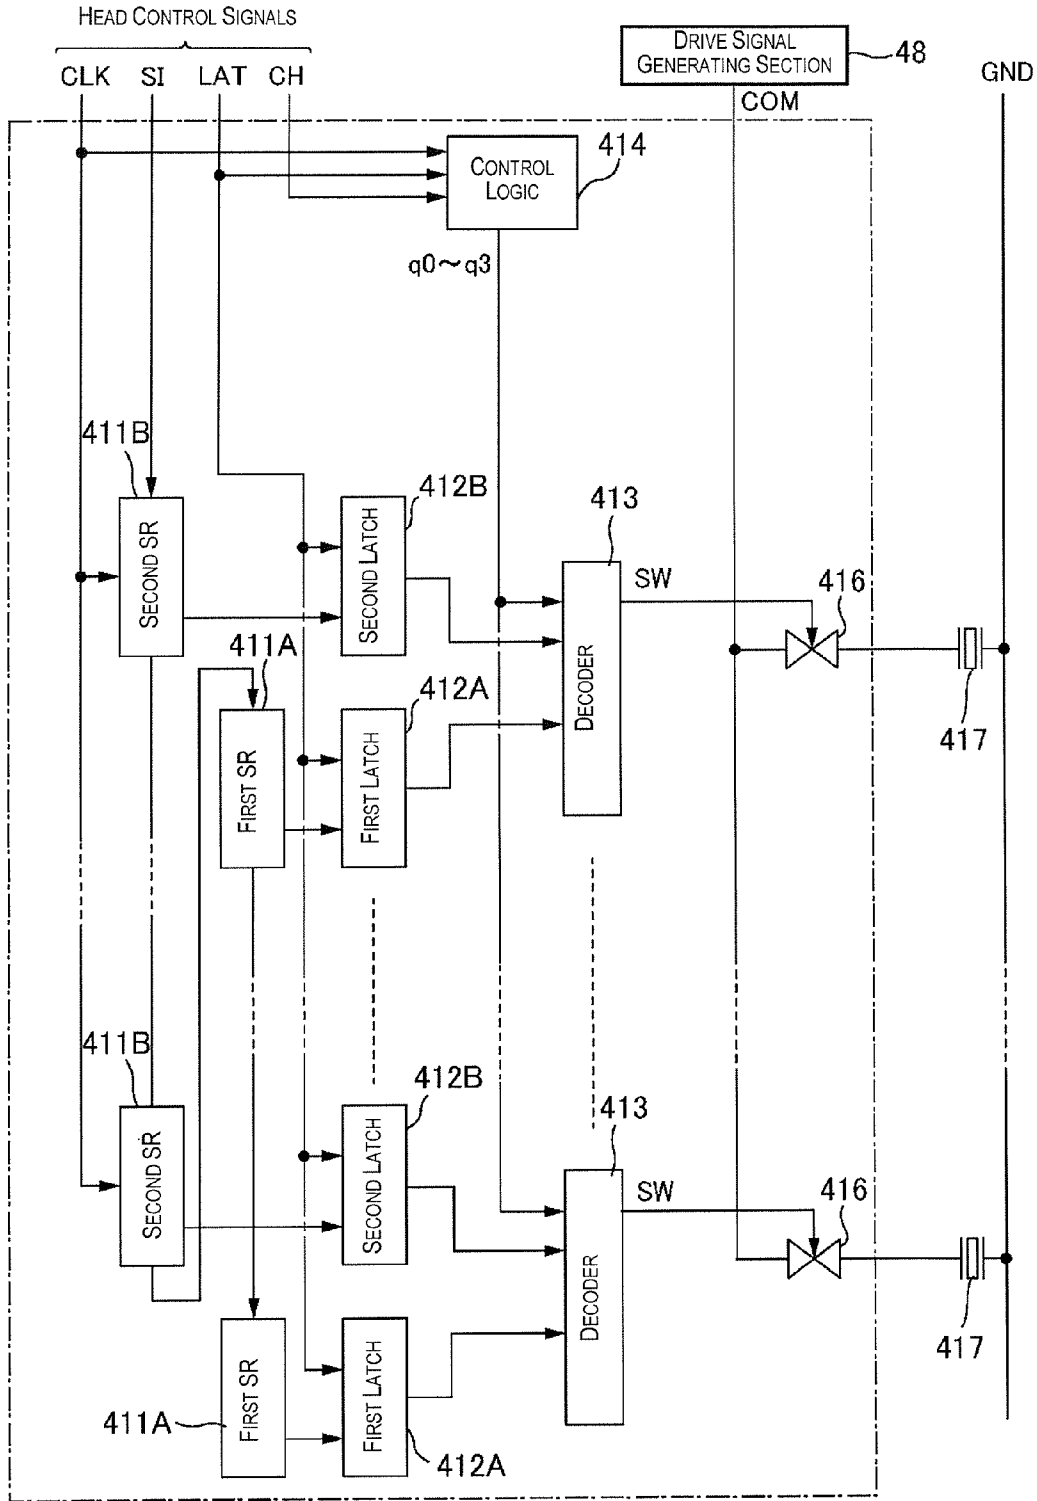 HEAD CONTROL SIGNALS
CLK SI LAT CH
DRIVE SIGNAL
GENERATING SECTION
48
COM
GND
CONTROL
LOGIC
414
q0～q3
411B
SECOND SR
412B
SECOND LATCH
413
DECODER
SW
416
417
411A
FIRST SR
412A
FIRST LATCH
411B
SECOND SR
412B
SECOND LATCH
413
DECODER
SW
416
417
411A
FIRST SR
FIRST LATCH
412A